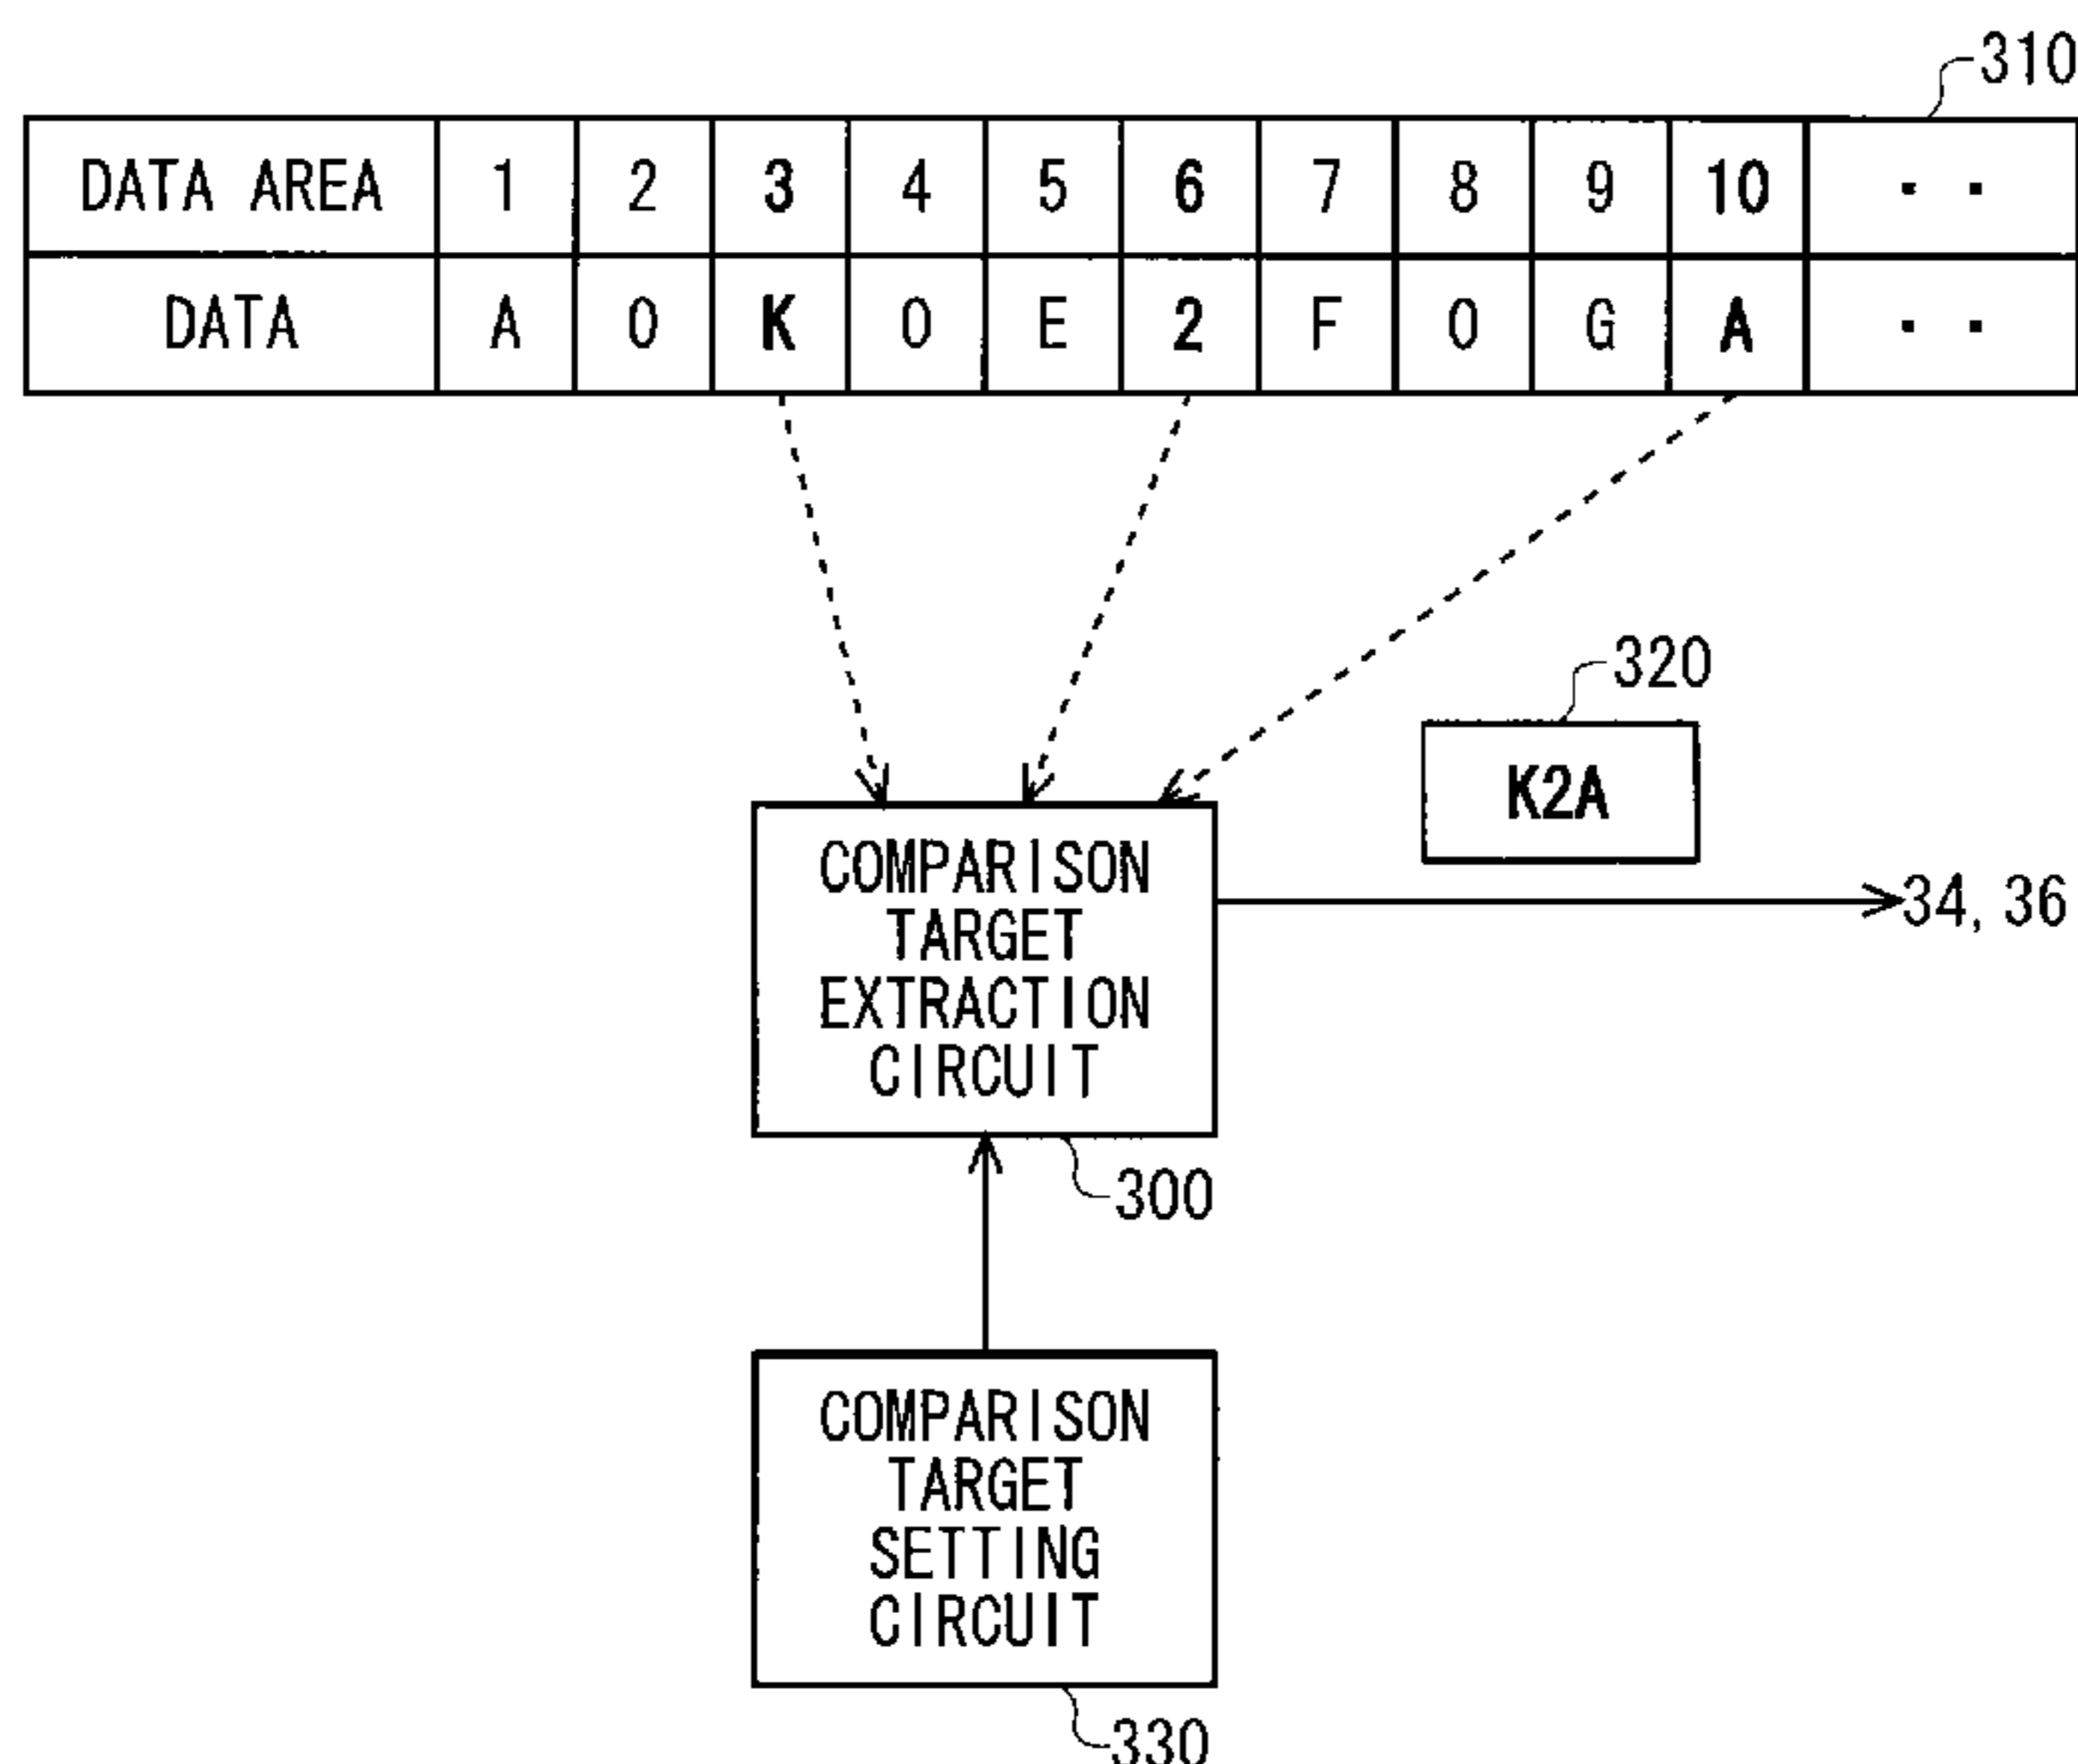 310
DATA AREA 1 2 3 4 5 6 7 8 9 10 ・・
DATA A 0 K 0 E 2 F 0 G A ・・
320
K2A
COMPARISON
TARGET
EXTRACTION
CIRCUIT
34, 36
300
COMPARISON
TARGET
SETTING
CIRCUIT
330